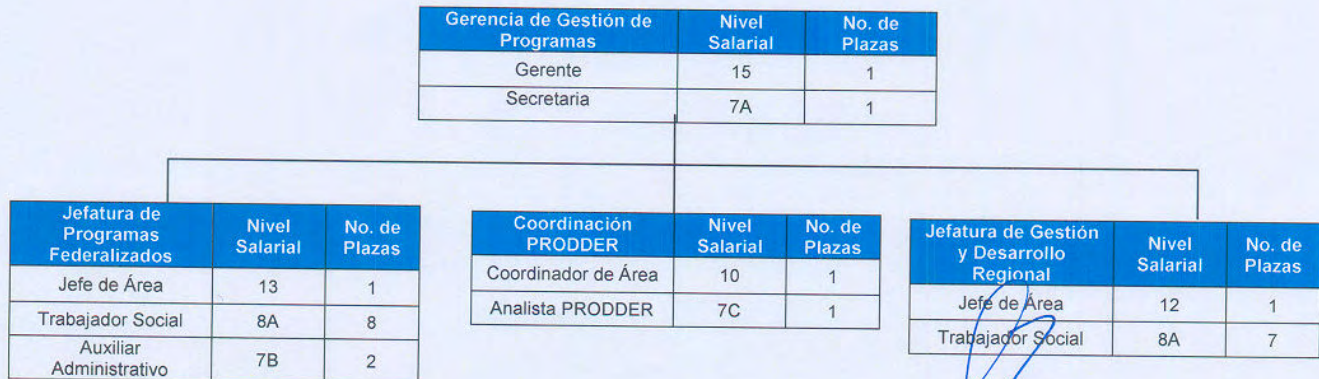 Gerencia de Gestión de Programas Nivel Salarial No. de Plazas
Gerente 15 1
Secretaria 7A 1
Jefatura de Programas Federalizados Nivel Salarial No. de Plazas
Jefe de Área 13 1
Trabajador Social 8A 8
Auxiliar Administrativo 7B 2
Coordinación PRODDER Nivel Salarial No. de Plazas
Coordinador de Área 10 1
Analista PRODDER 7C 1
Jefatura de Gestión y Desarrollo Regional Nivel Salarial No. de Plazas
Jefe de Área 12 1
Trabajador Social 8A 7